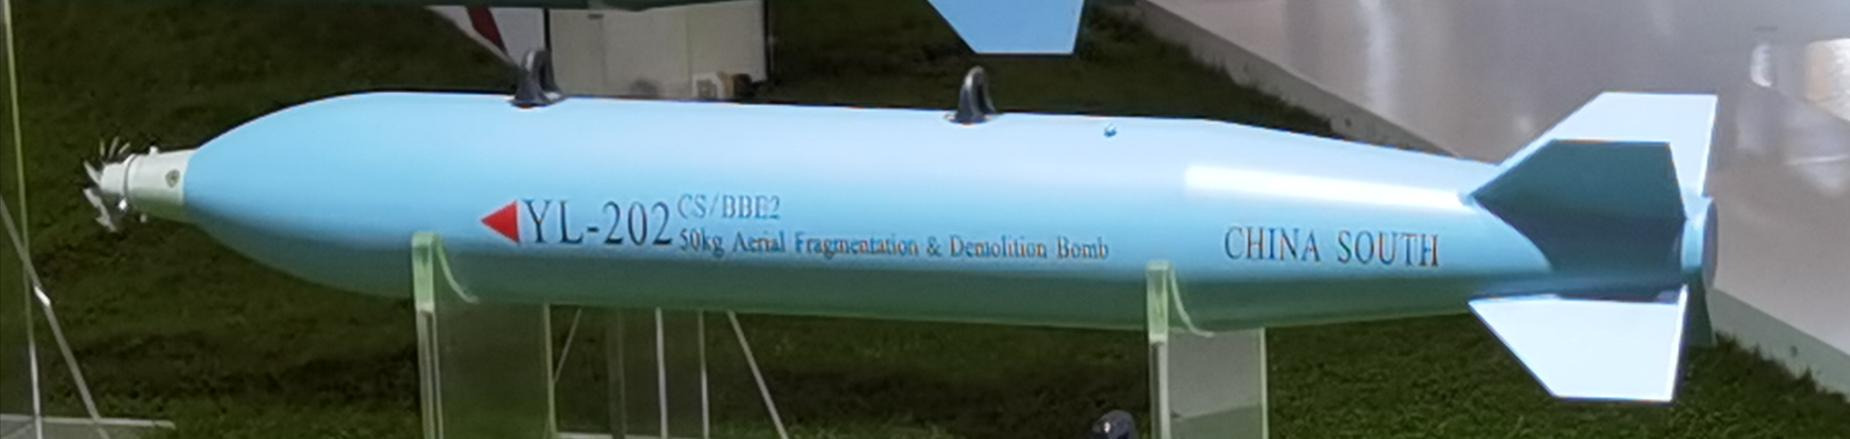 YL-202
CS/BBE2
50kg Aerial Fragmentation & Demolition Bomb
CHINA SOUTH